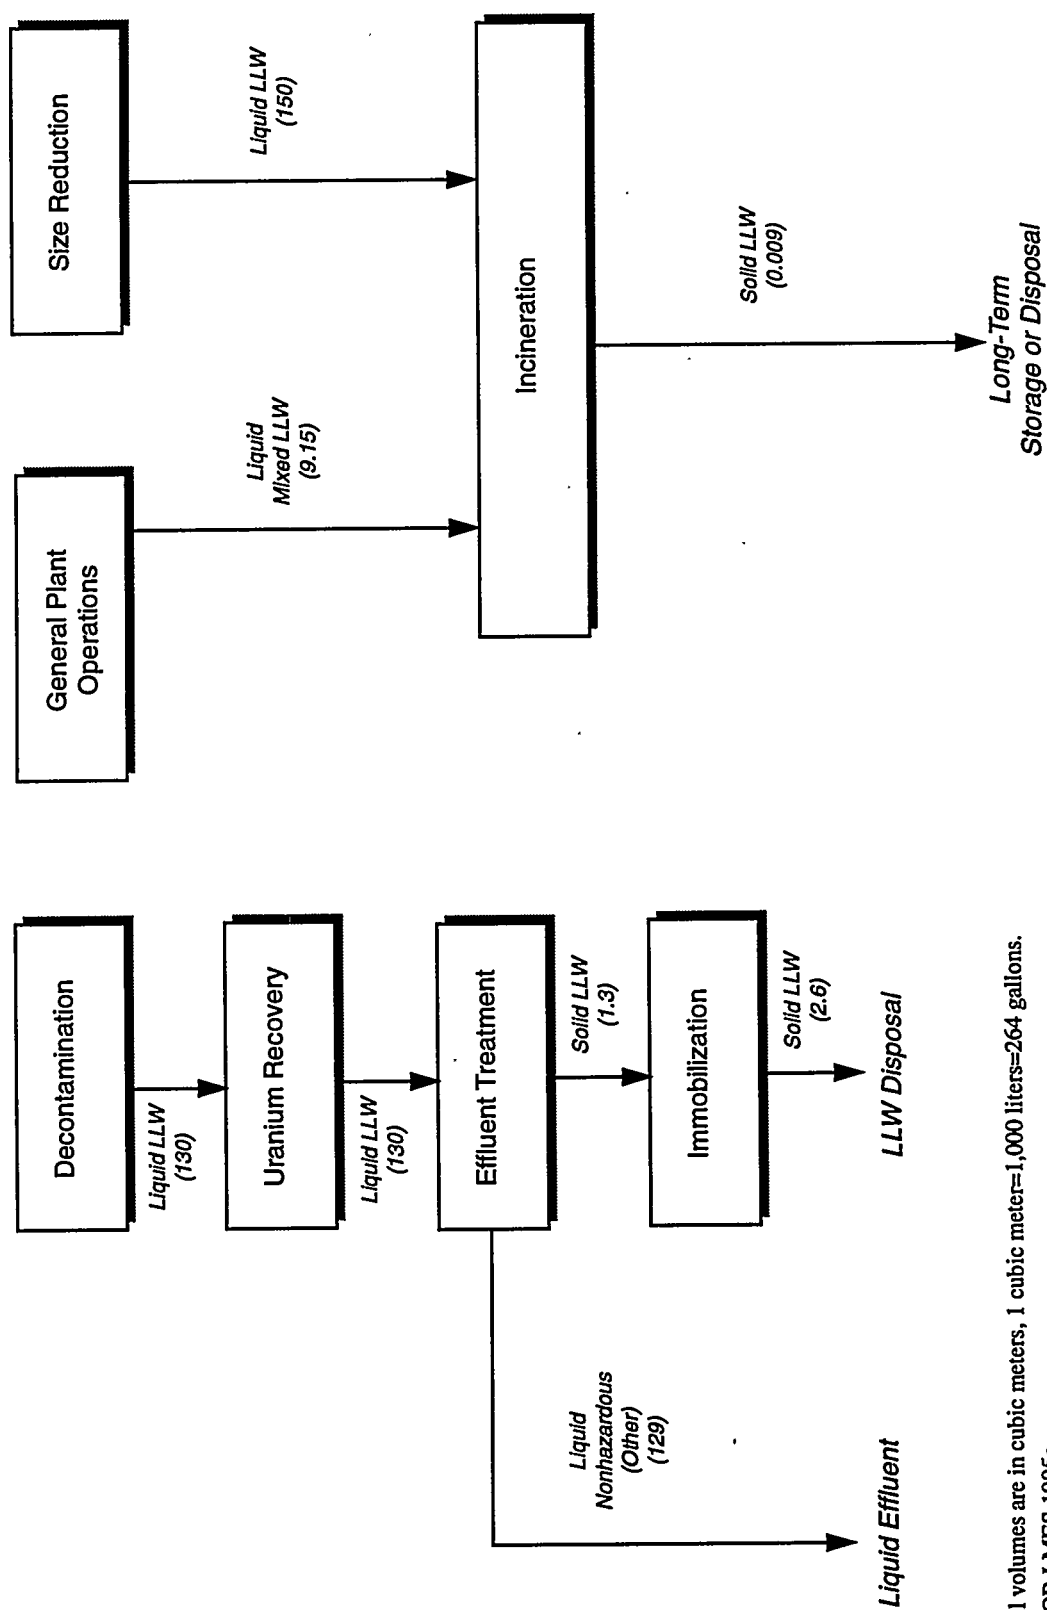 Decontamination
Liquid LLW
(130)
Uranium Recovery
Liquid LLW
(130)
Effluent Treatment
Solid LLW
(1.3)
Immobilization
Solid LLW
(2.6)
LLW Disposal
Liquid
Nonhazardous
(Other)
(129)
Liquid Effluent
General Plant
Operations
Liquid
Mixed LLW
(9.15)
Size Reduction
Liquid LLW
(150)
Incineration
Solid LLW
(0.009)
Long-Term
Storage or Disposal
volumes are in cubic meters, 1 cubic meter=1,000 liters=264 gallons.